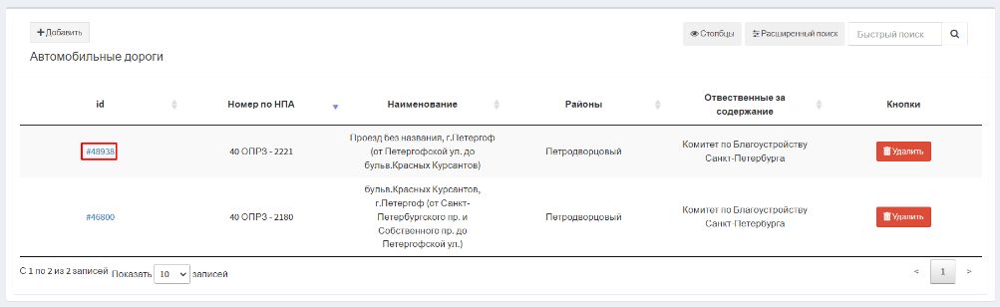 Добавить
Столбцы
Расширенный поиск
Быстрый поиск
Автомобильные дороги
id
Номер по НПА
Наименование
Районы
Отвественные за
содержание
Кнопки
#48938
40 ОПРЗ - 2221
Проезд без названия, г.Петергоф
(от Петергофской ул. до
бульв.Красных Курсантов)
Петродворцовый
Комитет по Благоустройству
Санкт-Петербурга
Удалить
#46800
40 ОПРЗ - 2180
бульв.Красных Курсантов,
г.Петергоф (от Санкт-
Петербургского пр. и
Собственного пр. до
Петергофской ул.)
Петродворцовый
Комитет по Благоустройству
Санкт-Петербурга
Удалить
С 1 по 2 из 2 записей
Показать 10 записей
< 1 >